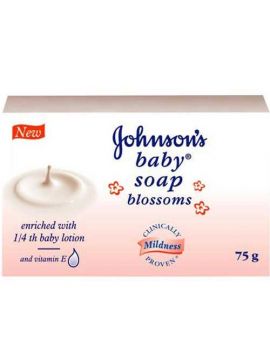 New
Johnson's
baby®
soap
blossoms
enriched with
1/4 th baby lotion
and vitamin E
CLINICALLY
Mildness
PROVEN®
75 g